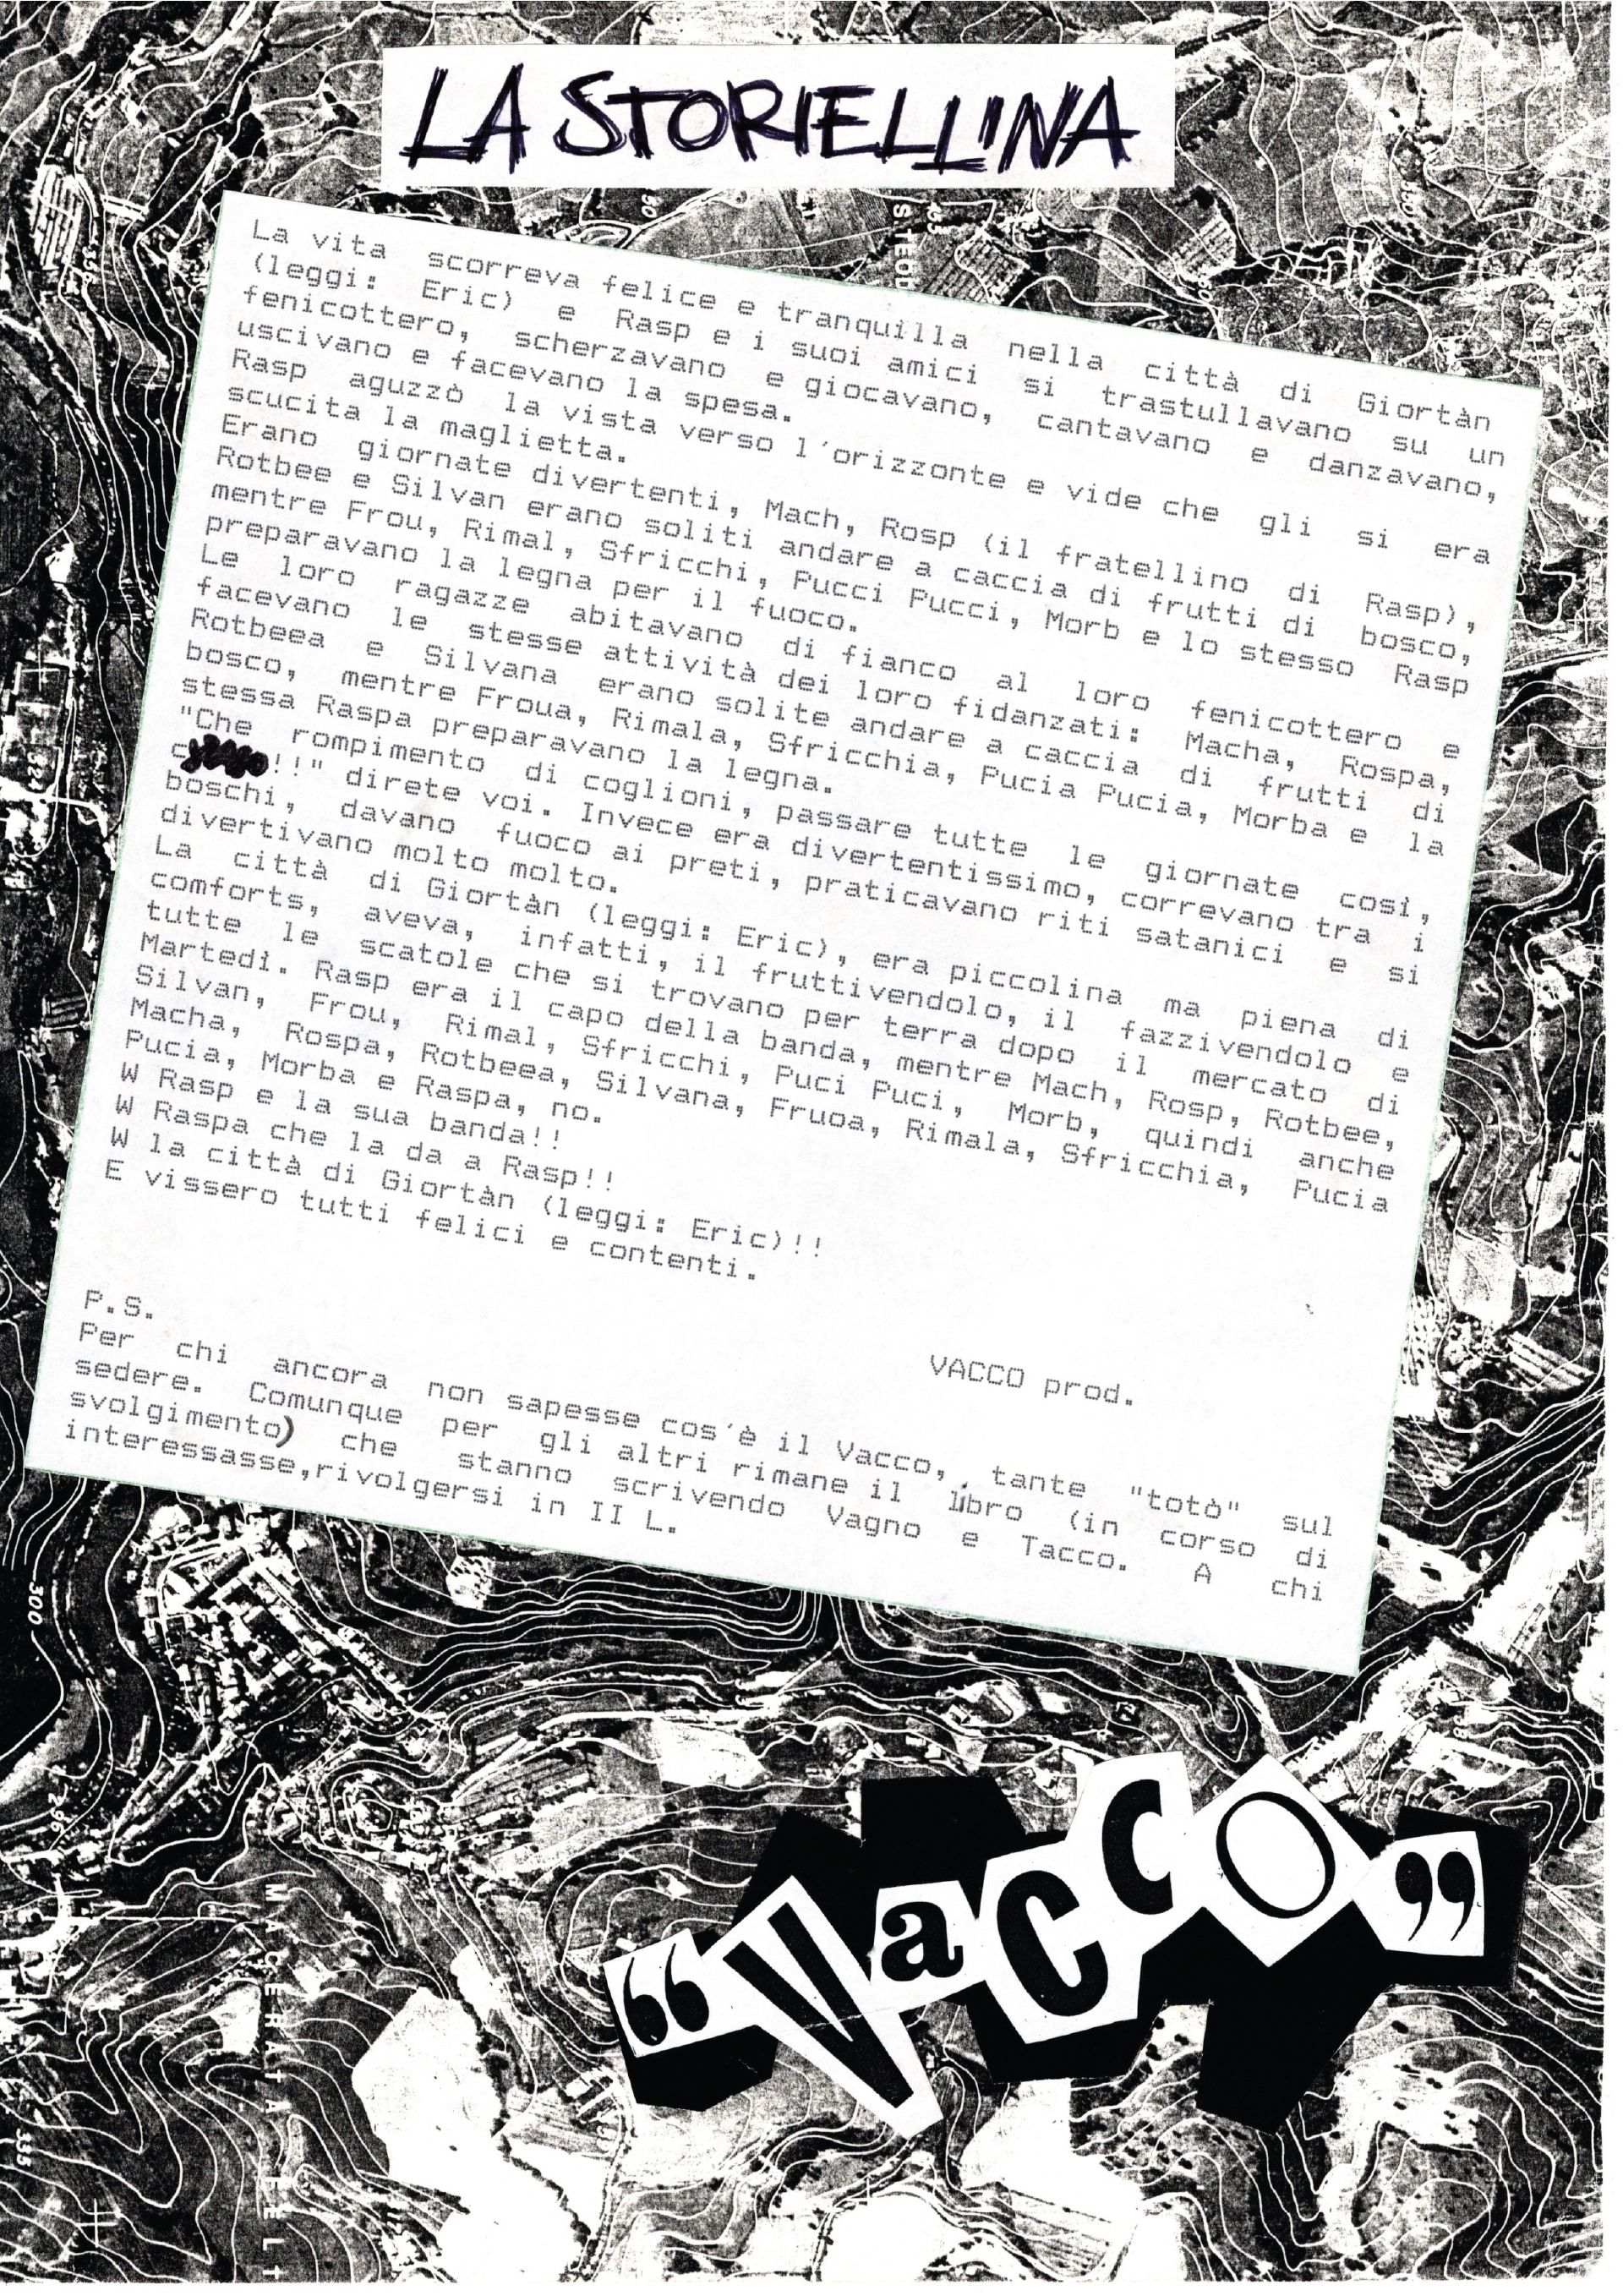 LA STORIELLINA
La vita scorreva felice e tranquilla nella città di Giortàn
(leggi: Eric) e Rasp e i suoi amici si trastullavano su un
fenicottero, scherzavano e giocavano, cantavano e danzavano,
uscivano e facevano la spesa.
Rasp aguzzò la vista verso l'orizzonte e vide che gli si era
scucita la maglietta.
Erano giornate divertenti, Mach, Rosp (il fratellino di Rasp),
Rotbee e Silvan erano soliti andare a caccia di frutti di bosco,
mentre Frou, Rimal, Sfricchi, Pucci Pucci, Morb e lo stesso Rasp
preparavano la legna per il fuoco.
Le loro ragazze abitavano di fianco al loro fenicottero e
facevano le stesse attività dei loro fidanzati: Macha, Rospa,
Rotbeea e Silvana erano solite andare a caccia di frutti di
bosco, mentre Froua, Rimala, Sfricchia, Pucia Pucia, Morba e la
stessa Raspa preparavano la legna.
"Che rompimento di coglioni, passare tutte le giornate così,
!!" direte voi. Invece era divertentissimo, correvano tra i
boschi, davano fuoco ai preti, praticavano riti satanici e si
divertivano molto molto.
La città di Giortàn (leggi: Eric), era piccolina ma piena di
comforts, aveva, infatti, il fruttivendolo, il fazzivendolo e
tutte le scatole che si trovano per terra dopo il mercato di
Martedì. Rasp era il capo della banda, mentre Mach, Rosp, Rotbee,
Silvan, Frou, Rimal, Sfricchi, Puci Puci, Morb, quindi anche
Macha, Rospa, Rotbeea, Silvana, Fruoa, Rimala, Sfricchia, Pucia
Pucia, Morba e Raspa, no.
W Rasp e la sua banda!!
W Raspa che la da a Rasp!!
W la città di Giortàn (leggi: Eric)!!
E vissero tutti felici e contenti.
VACCO prod.
P.S.
Per chi ancora non sapesse cos'è il Vacco, tante "totò" sul
sedere. Comunque per gli altri rimane il libro (in corso di
svolgimento) che stanno scrivendo Vagno e Tacco. A chi
interessasse,rivolgersi in II L.
300
296
MACERATA FELT
335
“Vacco”